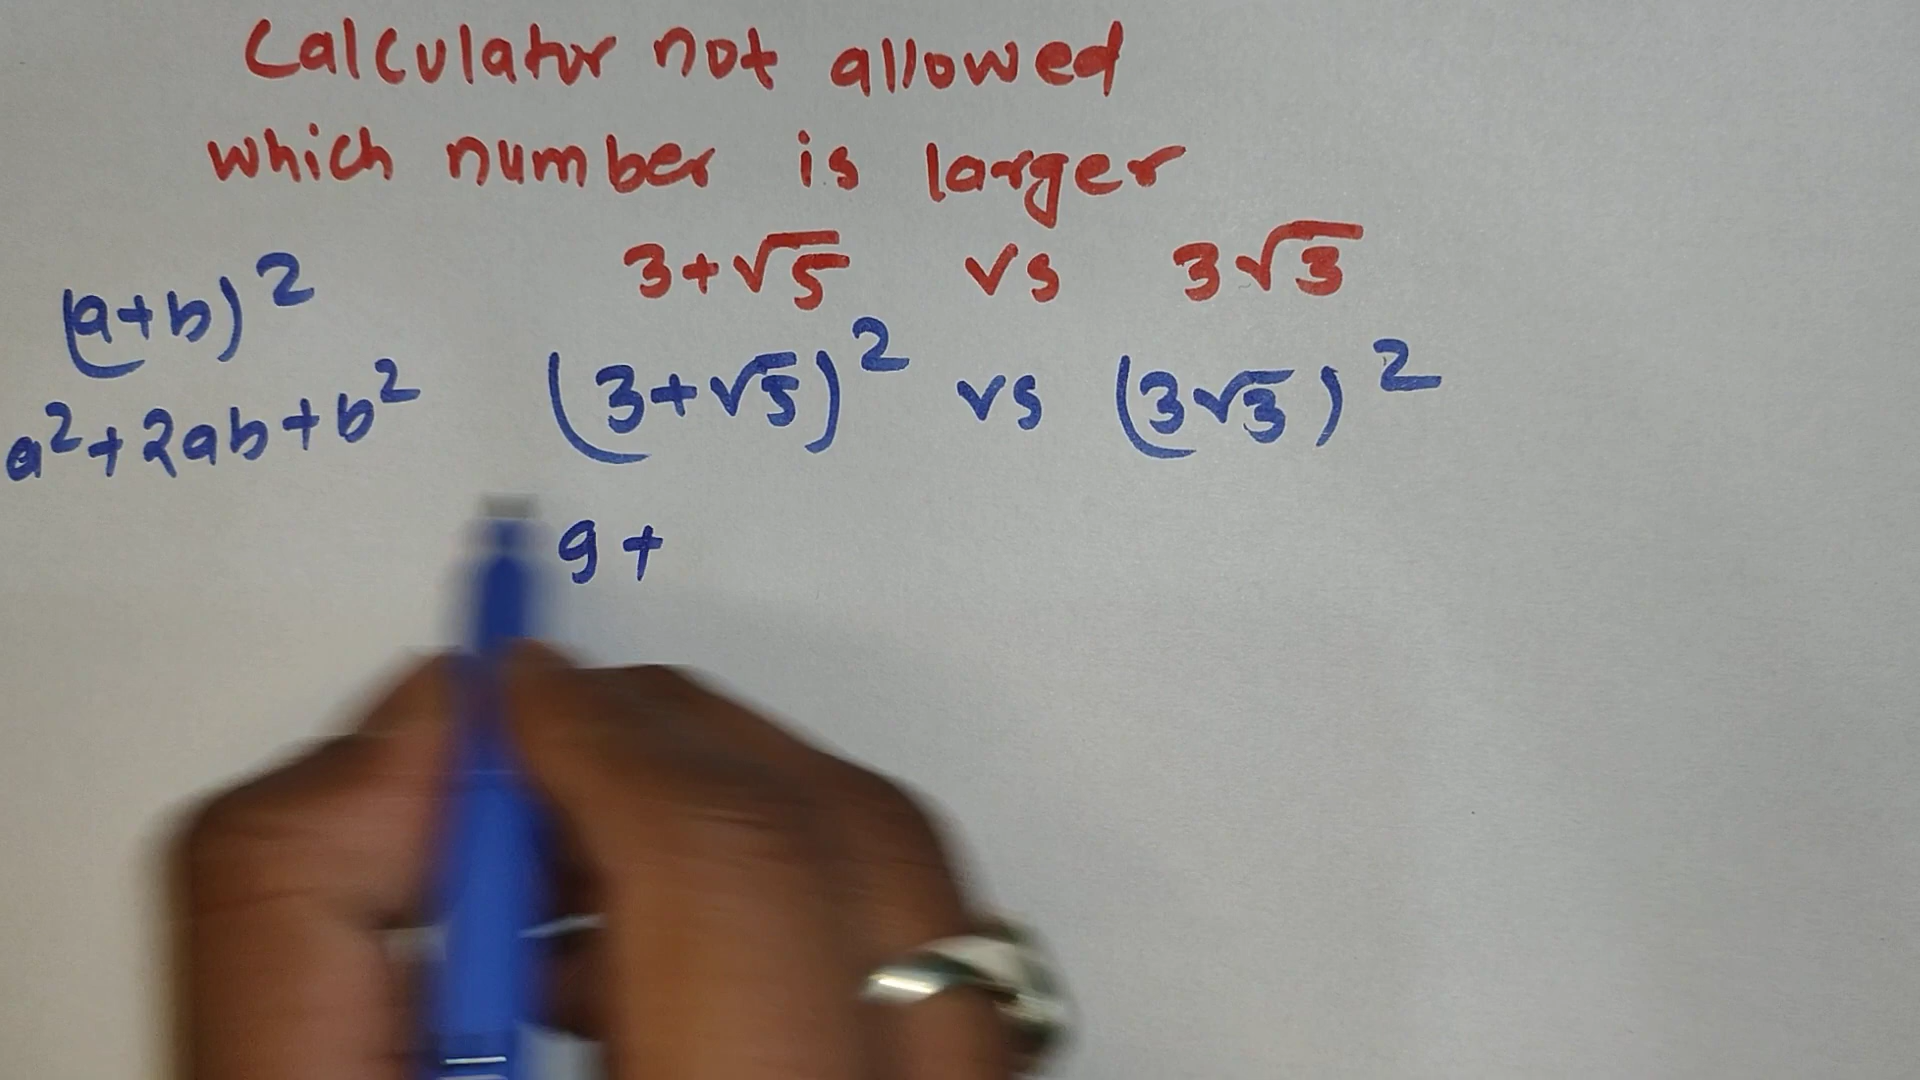 Calculator not allowed
which number is larger
3+√5 vs 3√3
(a+b)²
(3+√5)² vs (3√3)²
a²+2ab+b²
9+